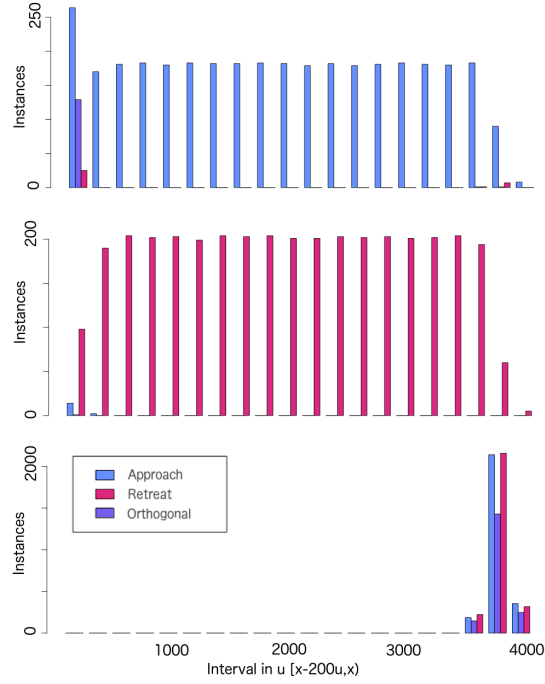 250
Instances
0
200
Instances
0
2000
Instances
0
Approach
Retreat
Orthogonal
1000 2000 3000 4000
Interval in u [x-200u,x)